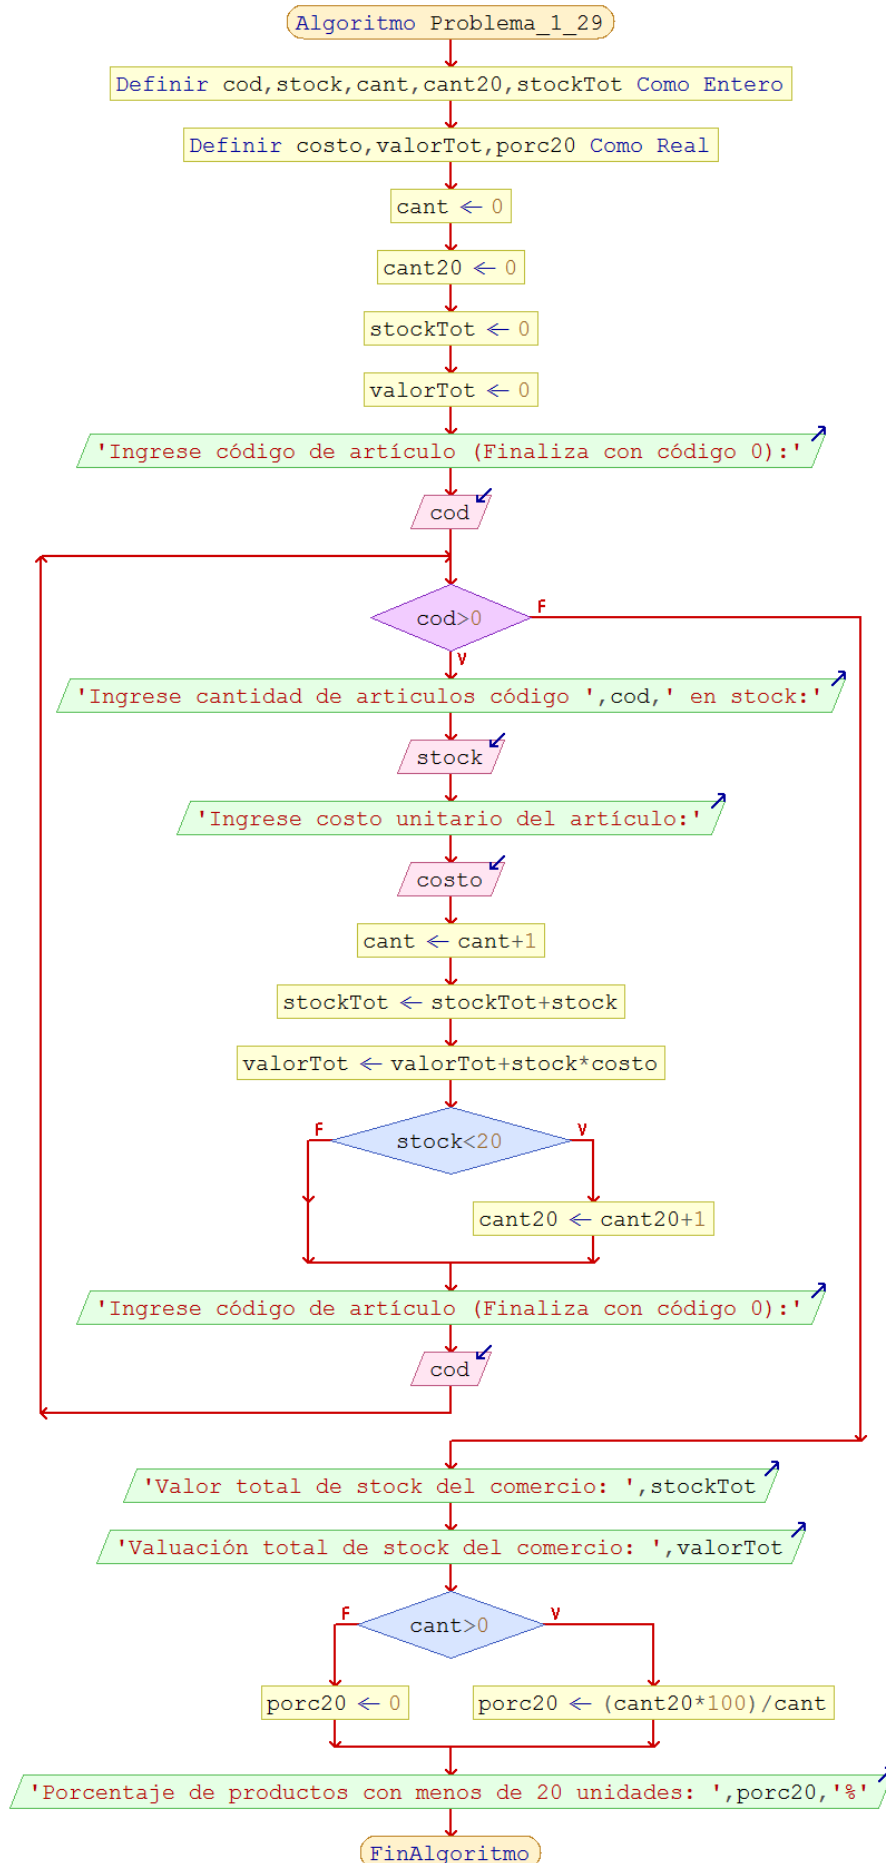 Algoritmo Problema_1_29
Definir cod,stock,cant,cant20,stockTot Como Entero
Definir costo,valorTot,porc20 Como Real
cant ← 0
cant20 ← 0
stockTot ← 0
valorTot ← 0
'Ingrese código de artículo (Finaliza con código 0):'
cod
cod>0
F
V
'Ingrese cantidad de articulos código ',cod,' en stock:'
stock
'Ingrese costo unitario del artículo:'
costo
cant ← cant+1
stockTot ← stockTot+stock
valorTot ← valorTot+stock*costo
F
stock<20
V
cant20 ← cant20+1
'Ingrese código de artículo (Finaliza con código 0):'
cod
'Valor total de stock del comercio: ',stockTot
'Valuación total de stock del comercio: ',valorTot
F
cant>0
V
porc20 ← 0
porc20 ← (cant20*100)/cant
'Porcentaje de productos con menos de 20 unidades: ',porc20,'%'
FinAlgoritmo